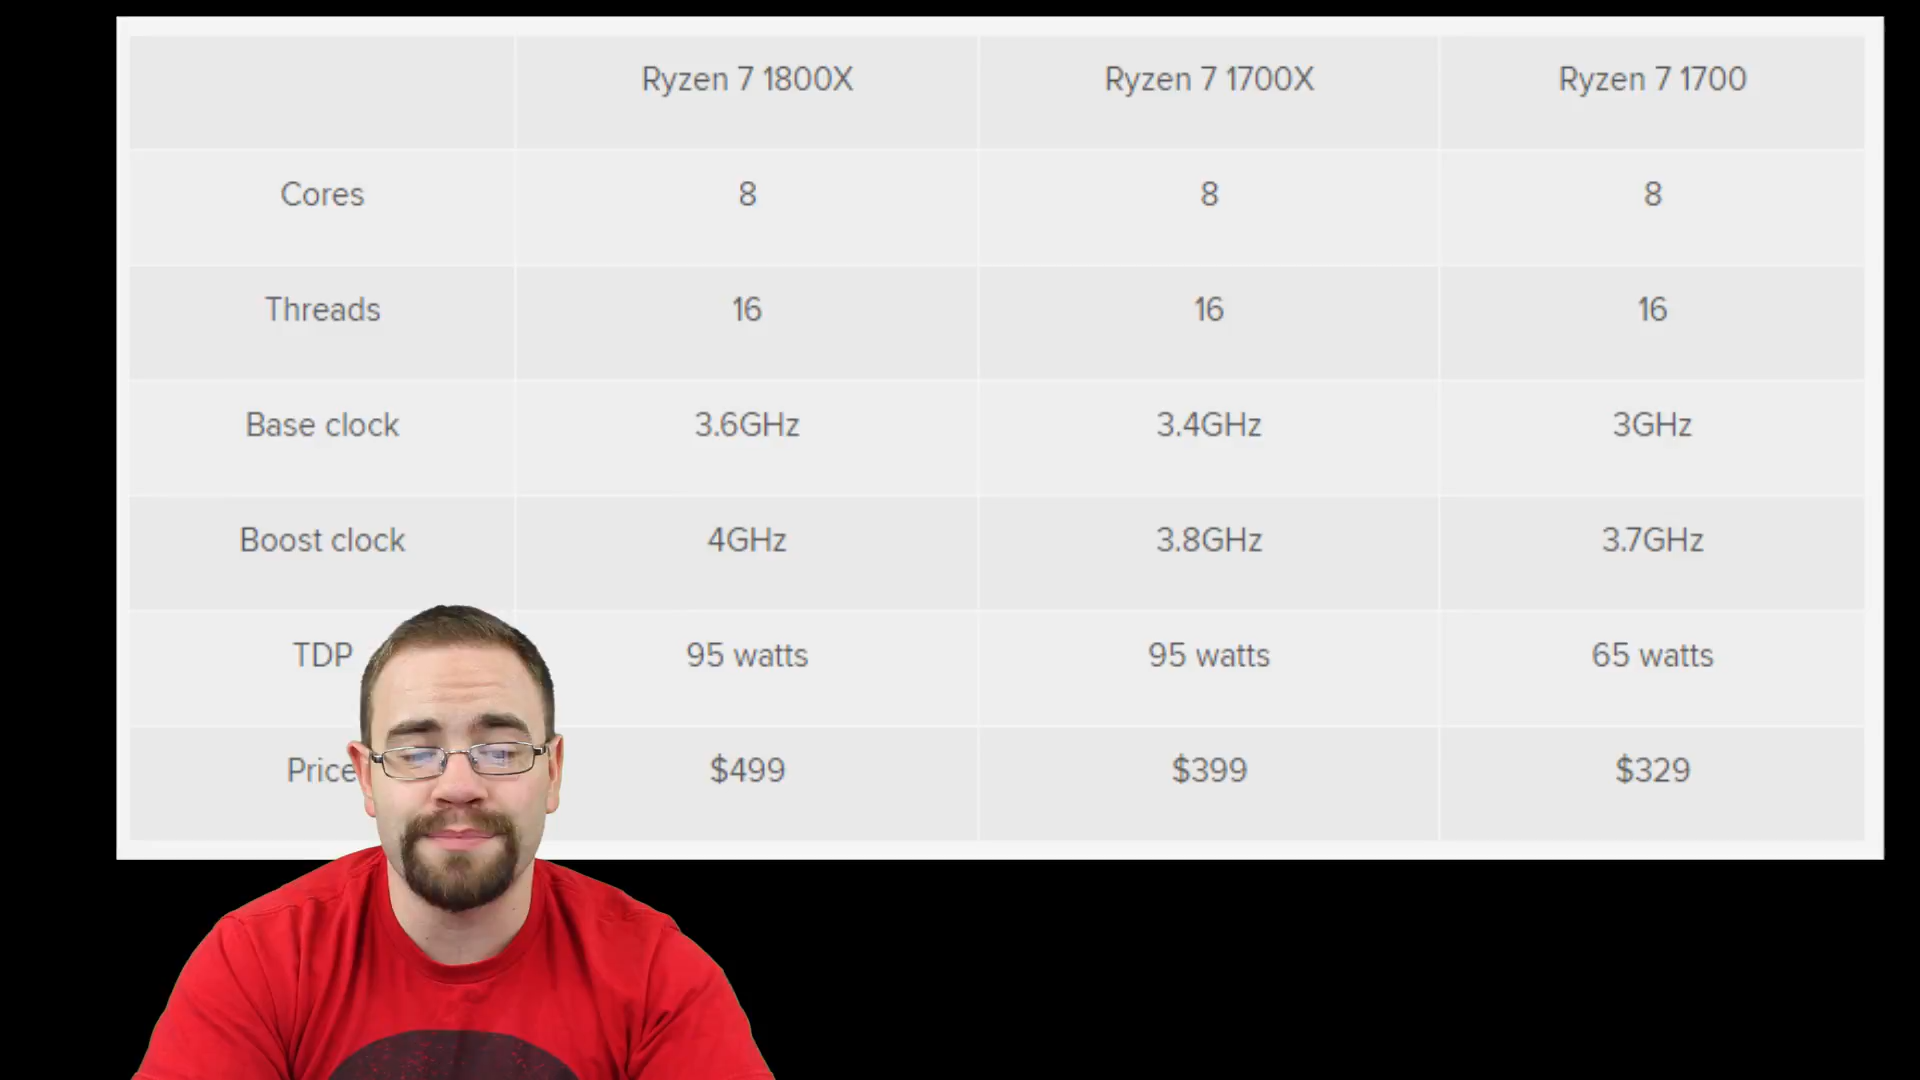 Ryzen 7 1800X Ryzen 7 1700X Ryzen 7 1700
Cores 8 8 8
Threads 16 16 16
Base clock 3.6GHz 3.4GHz 3GHz
Boost clock 4GHz 3.8GHz 3.7GHz
TDP 95 watts 95 watts 65 watts
Price $499 $399 $329